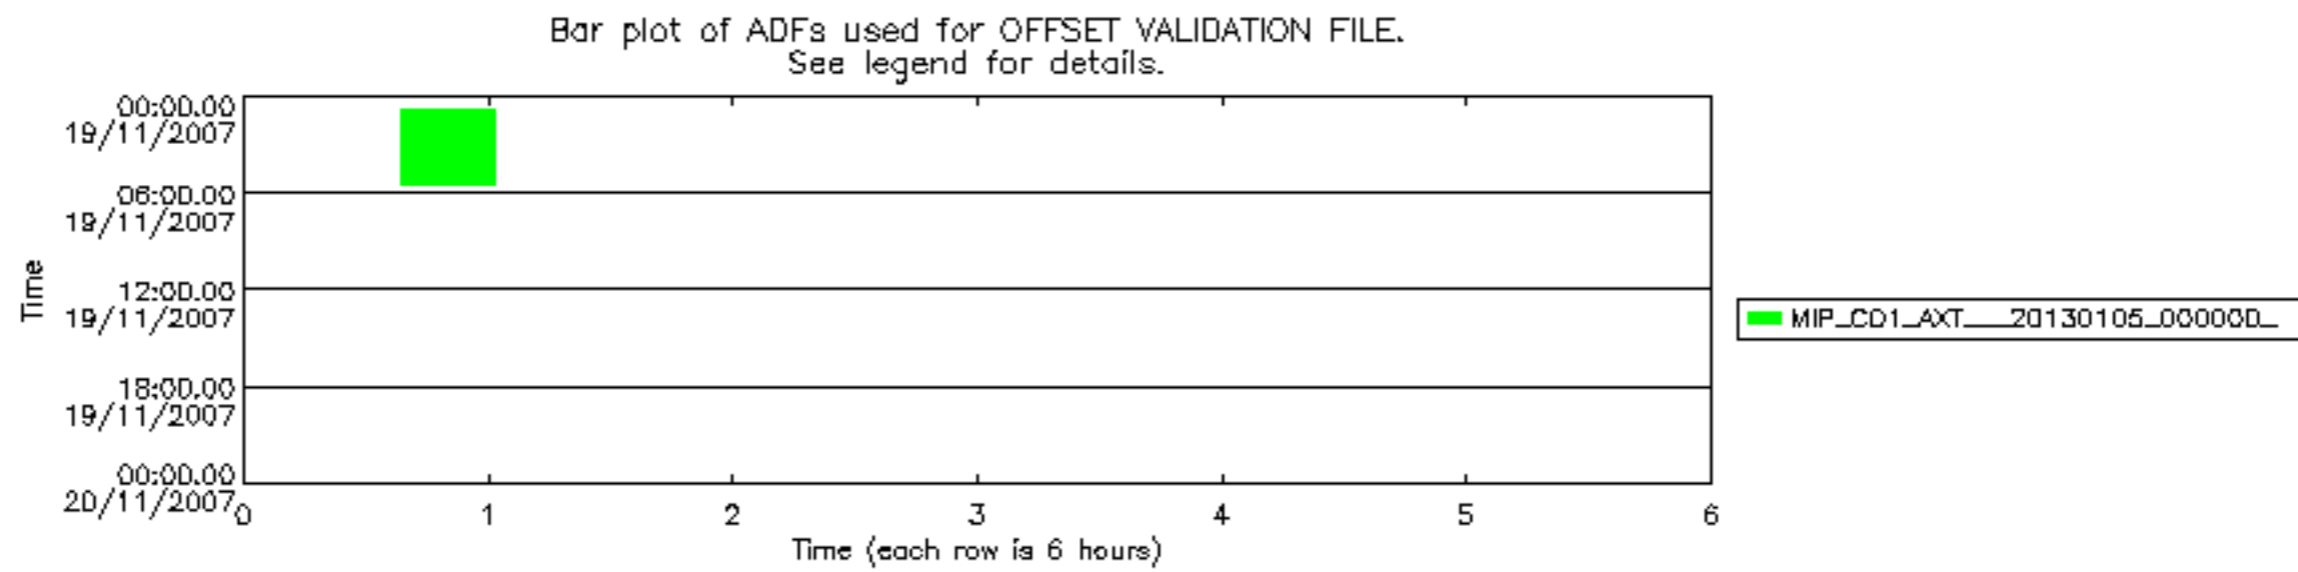 Bar plot of ADFs used for OFFSET VALIDATION FILE.
See legend for details.
00:00.00
19/11/2007
06:00.00
19/11/2007
12:00.00
19/11/2007
18:00.00
19/11/2007
00:00.00
20/11/2007
Time
0 1 2 3 4 5 6
Time (each row is 6 hours)
MIP_CO1_AXT___20130105_000000_